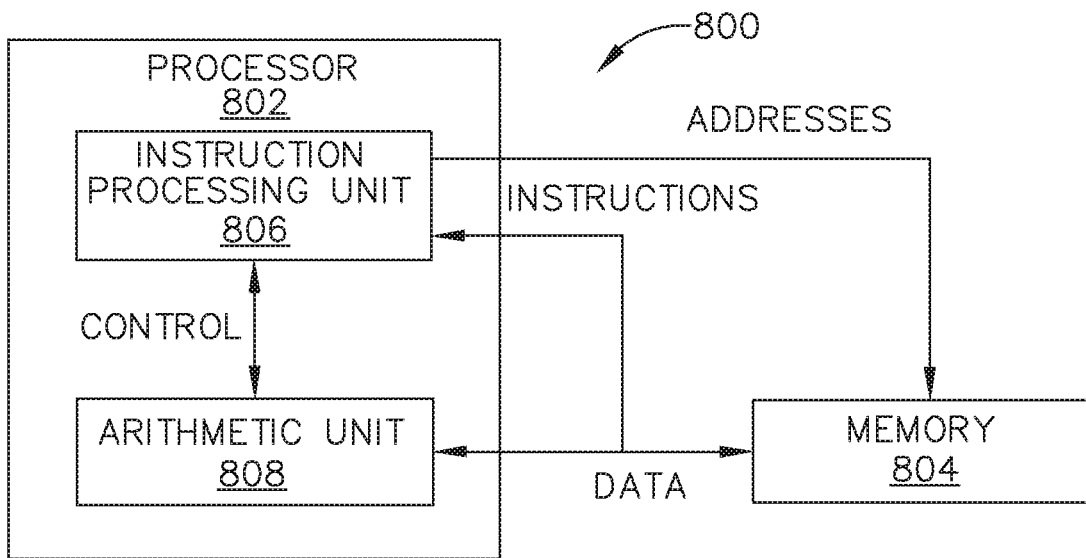 800
PROCESSOR
802
ADDRESSES
INSTRUCTION
PROCESSING UNIT
806
INSTRUCTIONS
CONTROL
ARITHMETIC UNIT
808
DATA
MEMORY
804